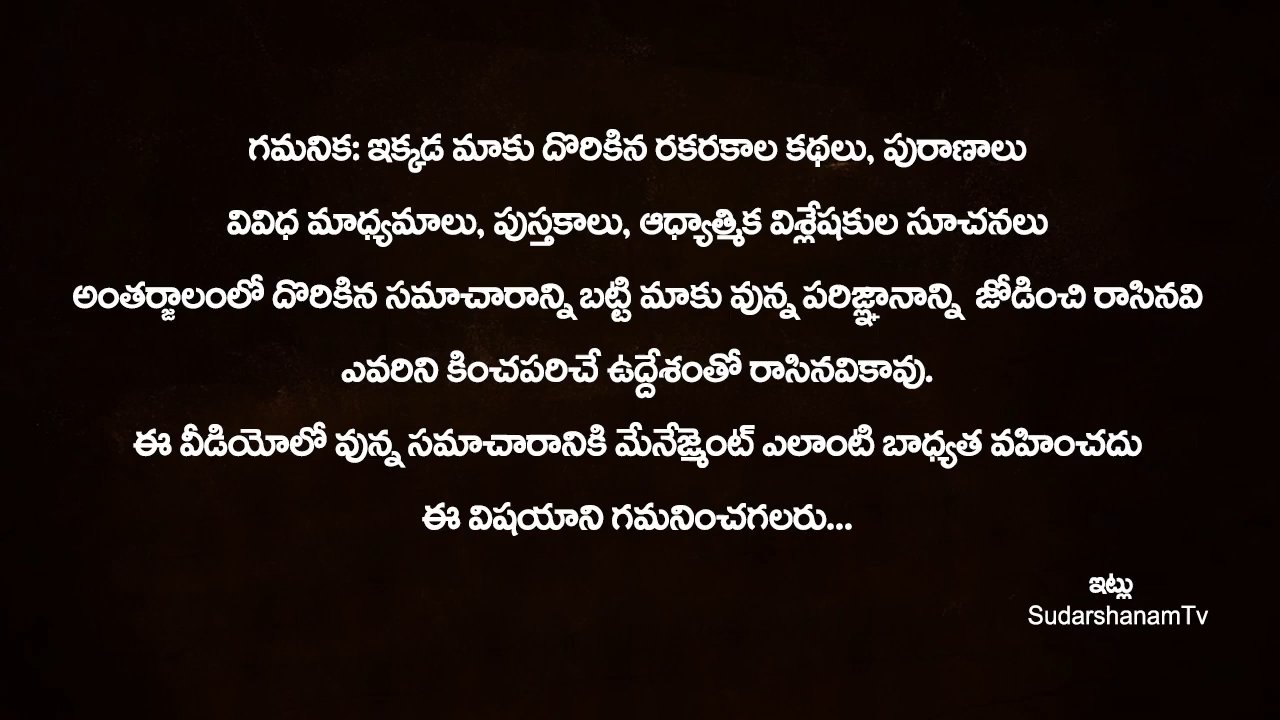 గమనిక: ఇక్కడ మాకు దొరికిన రకరకాల కథలు, పురాణాలు
వివిధ మాధ్యమాలు, పుస్తకాలు, ఆధ్యాత్మిక విశ్లేషకుల సూచనలు
అంతర్జాలంలో దొరికిన సమాచారాన్ని బట్టి మాకు వున్న పరిజ్ఞానాన్ని జోడించి రాసినవి
ఎవరిని కించపరిచే ఉద్దేశంతో రాసినవికావు.
ఈ వీడియోలో వున్న సమాచారానికి మేనేజ్మెంట్ ఎలాంటి బాధ్యత వహించదు
ఈ విషయాని గమనించగలరు...
ఇట్లు
SudarshanamTv